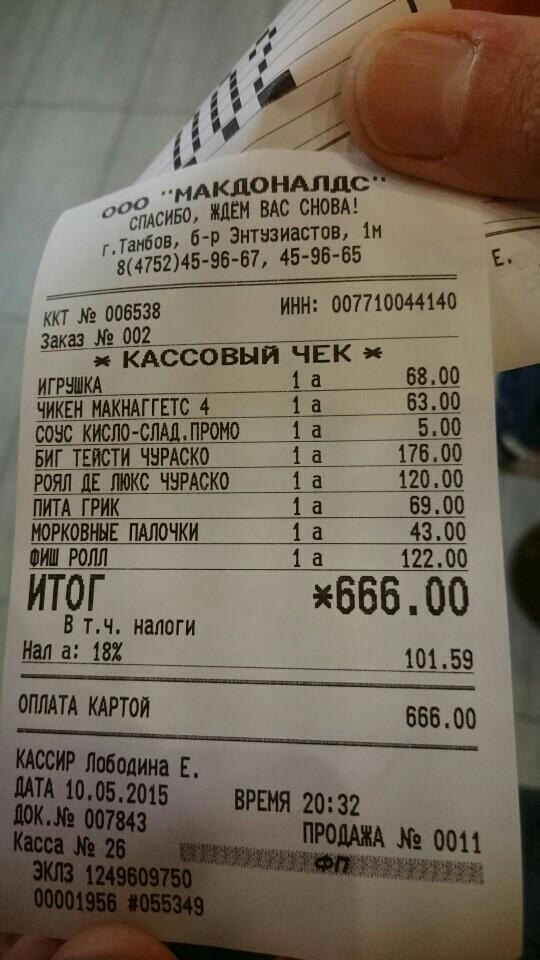 ООО "МАКДОНАЛДС"
СПАСИБО, ЖДЕМ ВАС СНОВА!
г.Тамбов, б-р Энтузиастов, 1м
8(4752)45-96-67, 45-96-65
ККТ № 006538 ИНН: 007710044140
Заказ № 002
* КАССОВЫЙ ЧЕК *
ИГРУШКА 1 а 68.00
ЧИКЕН МАКНАГГЕТС 4 1 а 63.00
СОУС КИСЛО-СЛАД.ПРОМО 1 а 5.00
БИГ ТЕЙСТИ ЧУРАСКО 1 а 176.00
РОЯЛ ДЕ ЛЮКС ЧУРАСКО 1 а 120.00
ПИТА ГРИК 1 а 69.00
МОРКОВНЫЕ ПАЛОЧКИ 1 а 43.00
ФИШ РОЛЛ 1 а 122.00
ИТОГ *666.00
В т.ч. налоги
Нал а: 18% 101.59
ОПЛАТА КАРТОЙ 666.00
КАССИР Лободина Е.
ДАТА 10.05.2015 ВРЕМЯ 20:32
ДОК.№ 007843 ПРОДАЖА № 0011
Касса № 26 ФП
ЭКЛЗ 1249609750
00001956 #055349
Е.